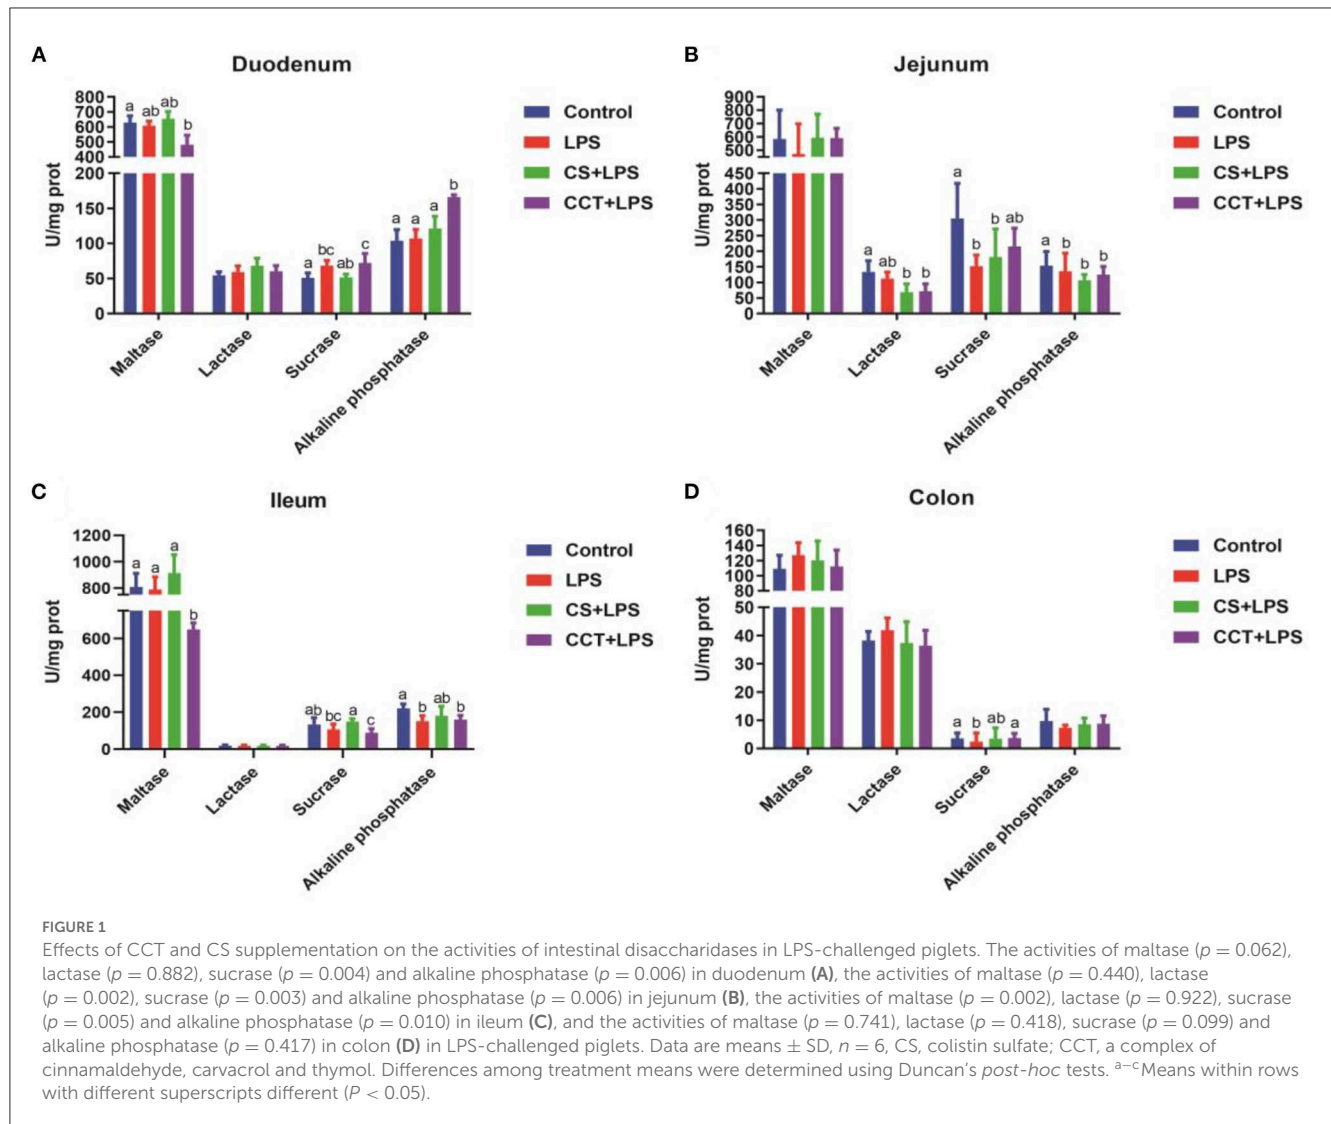 A
Duodenum
U/mg prot
800
700
600
500
400
200
150
100
50
0
a
ab
ab
b
a
bc
ab
c
a
a
a
b
Maltase
Lactase
Sucrase
Alkaline phosphatase
Control
LPS
CS+LPS
CCT+LPS
B
Jejunum
U/mg prot
900
800
700
600
500
450
400
350
300
250
200
150
100
50
0
a
ab
b
b
a
b
b
ab
a
b
b
b
Maltase
Lactase
Sucrase
Alkaline phosphatase
Control
LPS
CS+LPS
CCT+LPS
C
Ileum
U/mg prot
1200
1000
800
600
400
200
0
a
a
a
b
ab
bc
a
c
a
b
ab
b
Maltase
Lactase
Sucrase
Alkaline phosphatase
Control
LPS
CS+LPS
CCT+LPS
D
Colon
U/mg prot
160
140
120
100
80
50
40
30
20
10
0
a
b
ab
a
Maltase
Lactase
Sucrase
Alkaline phosphatase
Control
LPS
CS+LPS
CCT+LPS
FIGURE 1
Effects of CCT and CS supplementation on the activities of intestinal disaccharidases in LPS-challenged piglets. The activities of maltase (p = 0.062),
lactase (p = 0.882), sucrase (p = 0.004) and alkaline phosphatase (p = 0.006) in duodenum (A), the activities of maltase (p = 0.440), lactase
(p = 0.002), sucrase (p = 0.003) and alkaline phosphatase (p = 0.006) in jejunum (B), the activities of maltase (p = 0.002), lactase (p = 0.922), sucrase
(p = 0.005) and alkaline phosphatase (p = 0.010) in ileum (C), and the activities of maltase (p = 0.741), lactase (p = 0.418), sucrase (p = 0.099) and
alkaline phosphatase (p = 0.417) in colon (D) in LPS-challenged piglets. Data are means ± SD, n = 6, CS, colistin sulfate; CCT, a complex of
cinnamaldehyde, carvacrol and thymol. Differences among treatment means were determined using Duncan's post-hoc tests. a–cMeans within rows
with different superscripts different (P < 0.05).